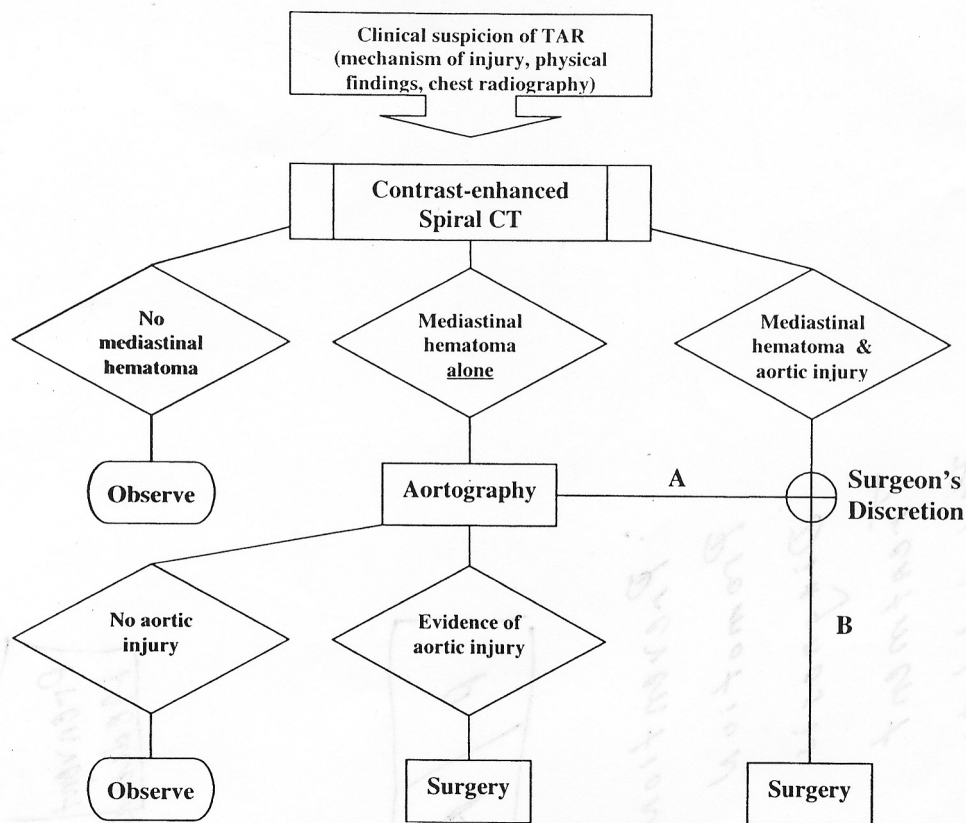 Clinical suspicion of TAR
(mechanism of injury, physical
findings, chest radiography)
Contrast-enhanced
Spiral CT
No
mediastinal
hematoma
Mediastinal
hematoma
alone
Mediastinal
hematoma &
aortic injury
Observe
Aortography
A
Surgeon's
Discretion
No aortic
injury
Evidence of
aortic injury
B
Observe
Surgery
Surgery